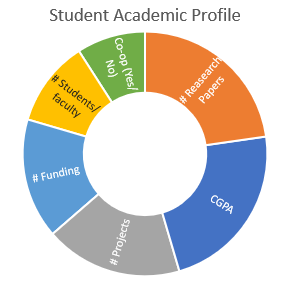 Student Academic Profile
# Reasearch
Papers
CGPA
# Projects
# Funding
# Students/
faculty
Co-op (Yes/
No)